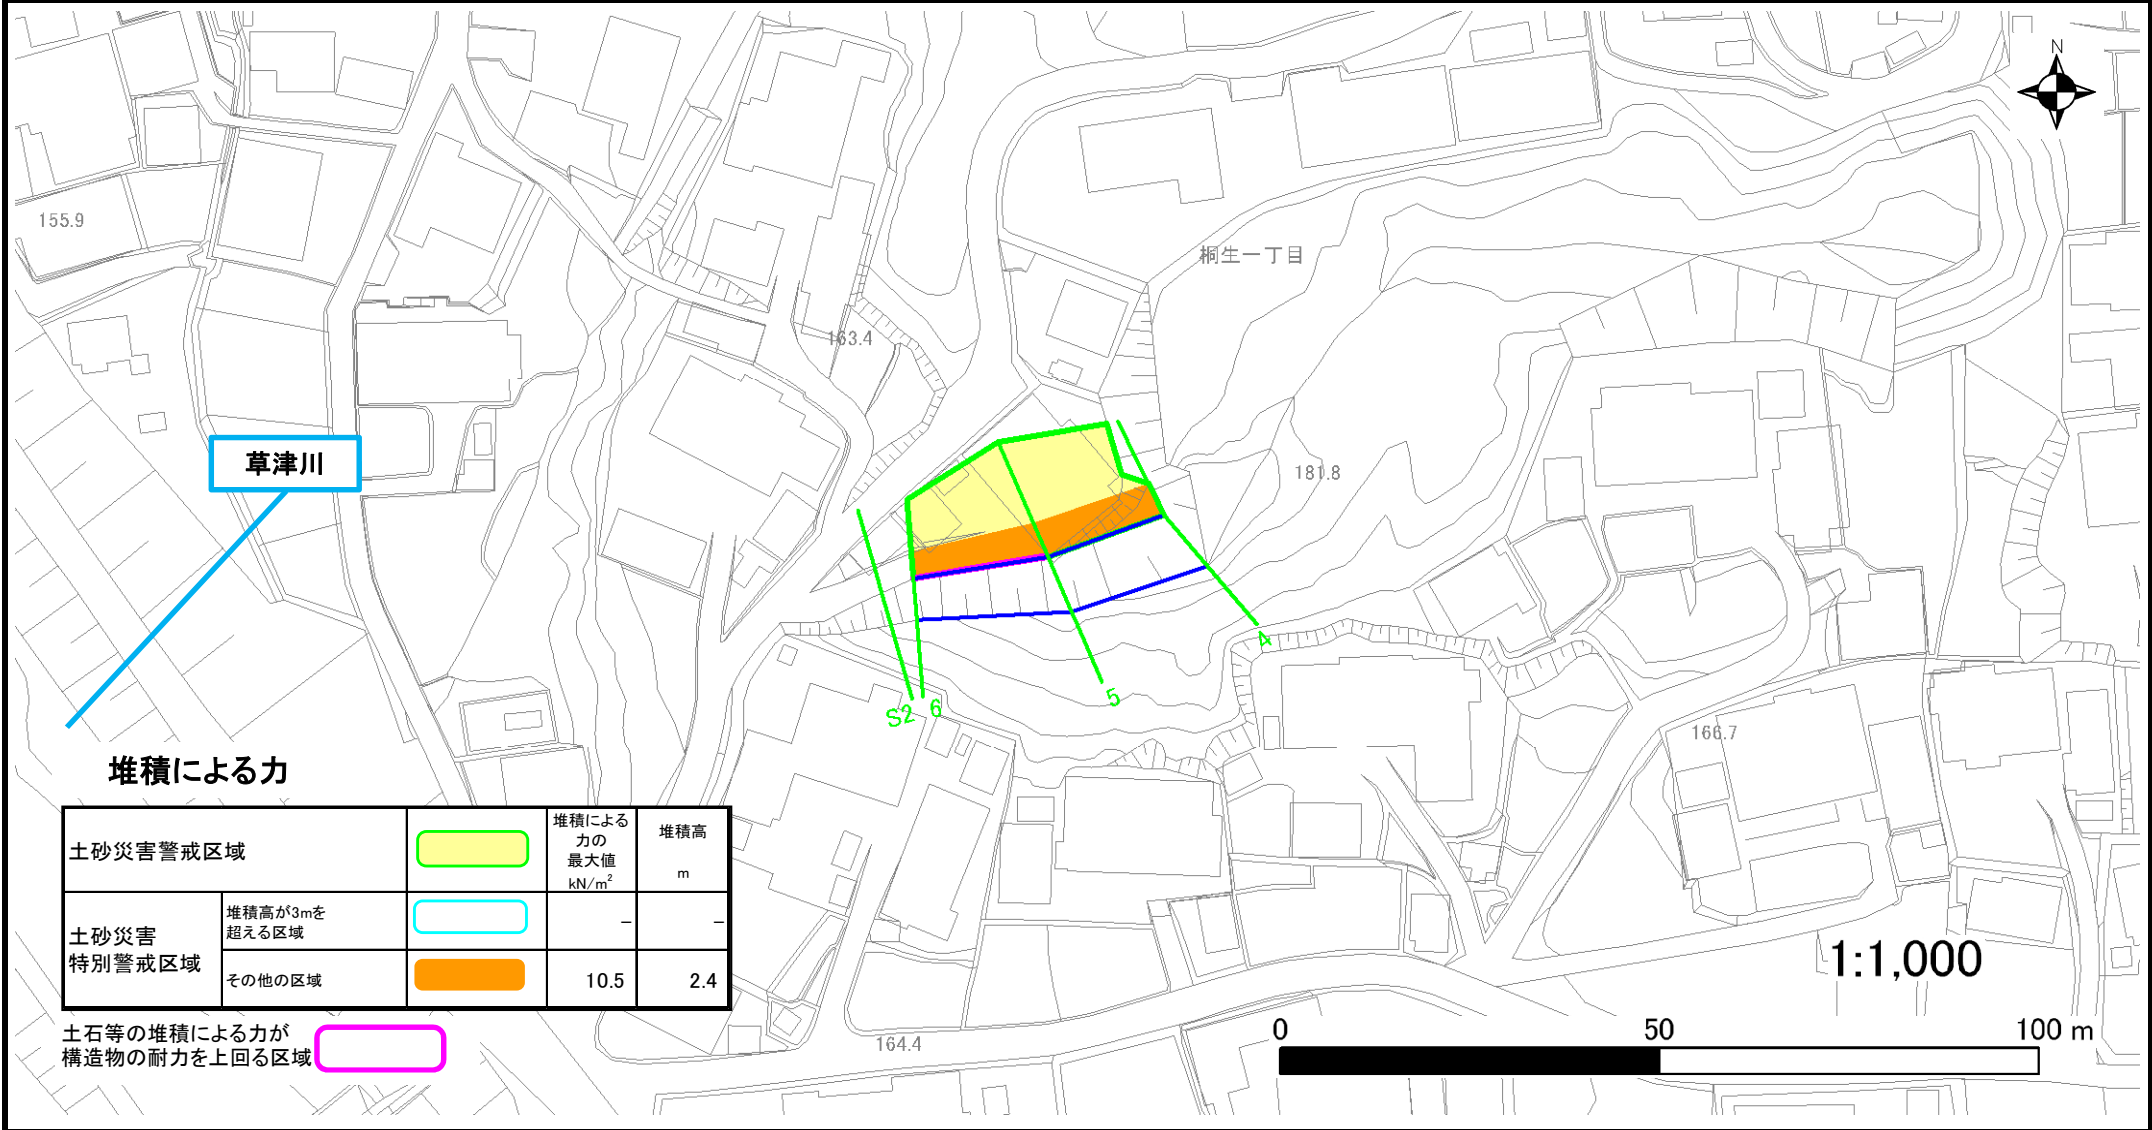 N
155.9
桐生一丁目
163.4
草津川
181.8
4
5
S2
6
166.7
堆積による力
土砂災害警戒区域
堆積による
力の
最大値
kN/m²
堆積高
m
土砂災害
特別警戒区域
堆積高が3mを
超える区域
−
−
その他の区域
10.5
2.4
土石等の堆積による力が
構造物の耐力を上回る区域
164.4
1:1,000
0
50
100 m